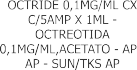 OCTRIDE 0,1MG/ML CX
C/5AMP X 1ML -
OCTREOTIDA
0,1MG/ML,ACETATO - AP
AP - SUN/TKS AP